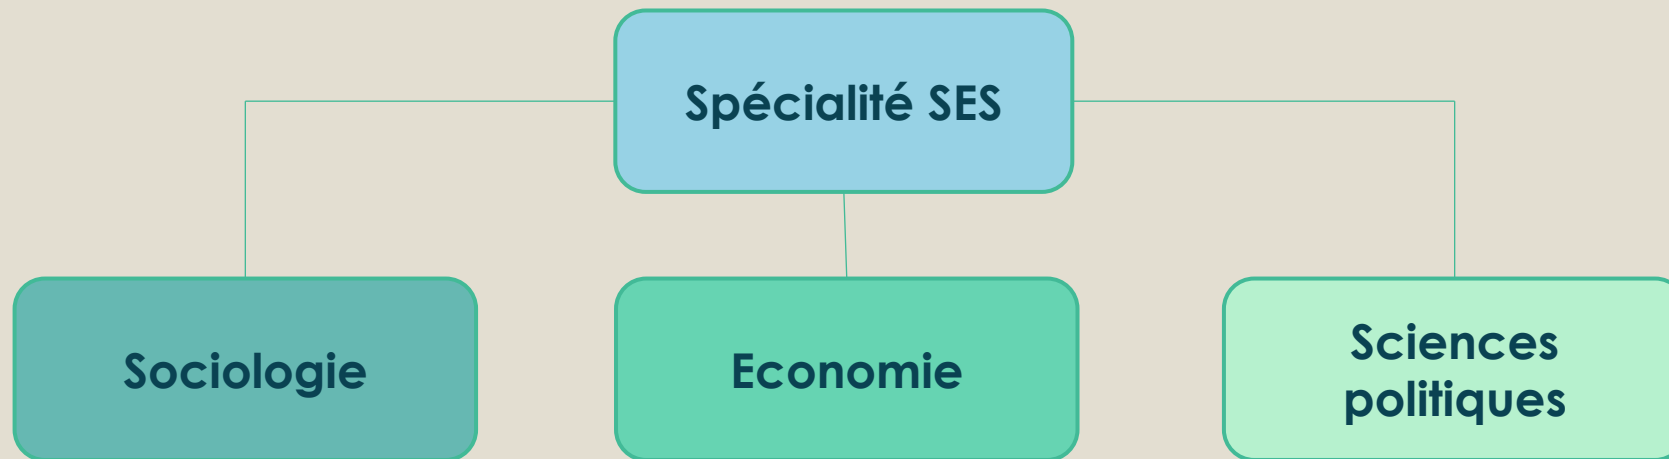 Spécialité SES
Sociologie
Economie
Sciences
politiques